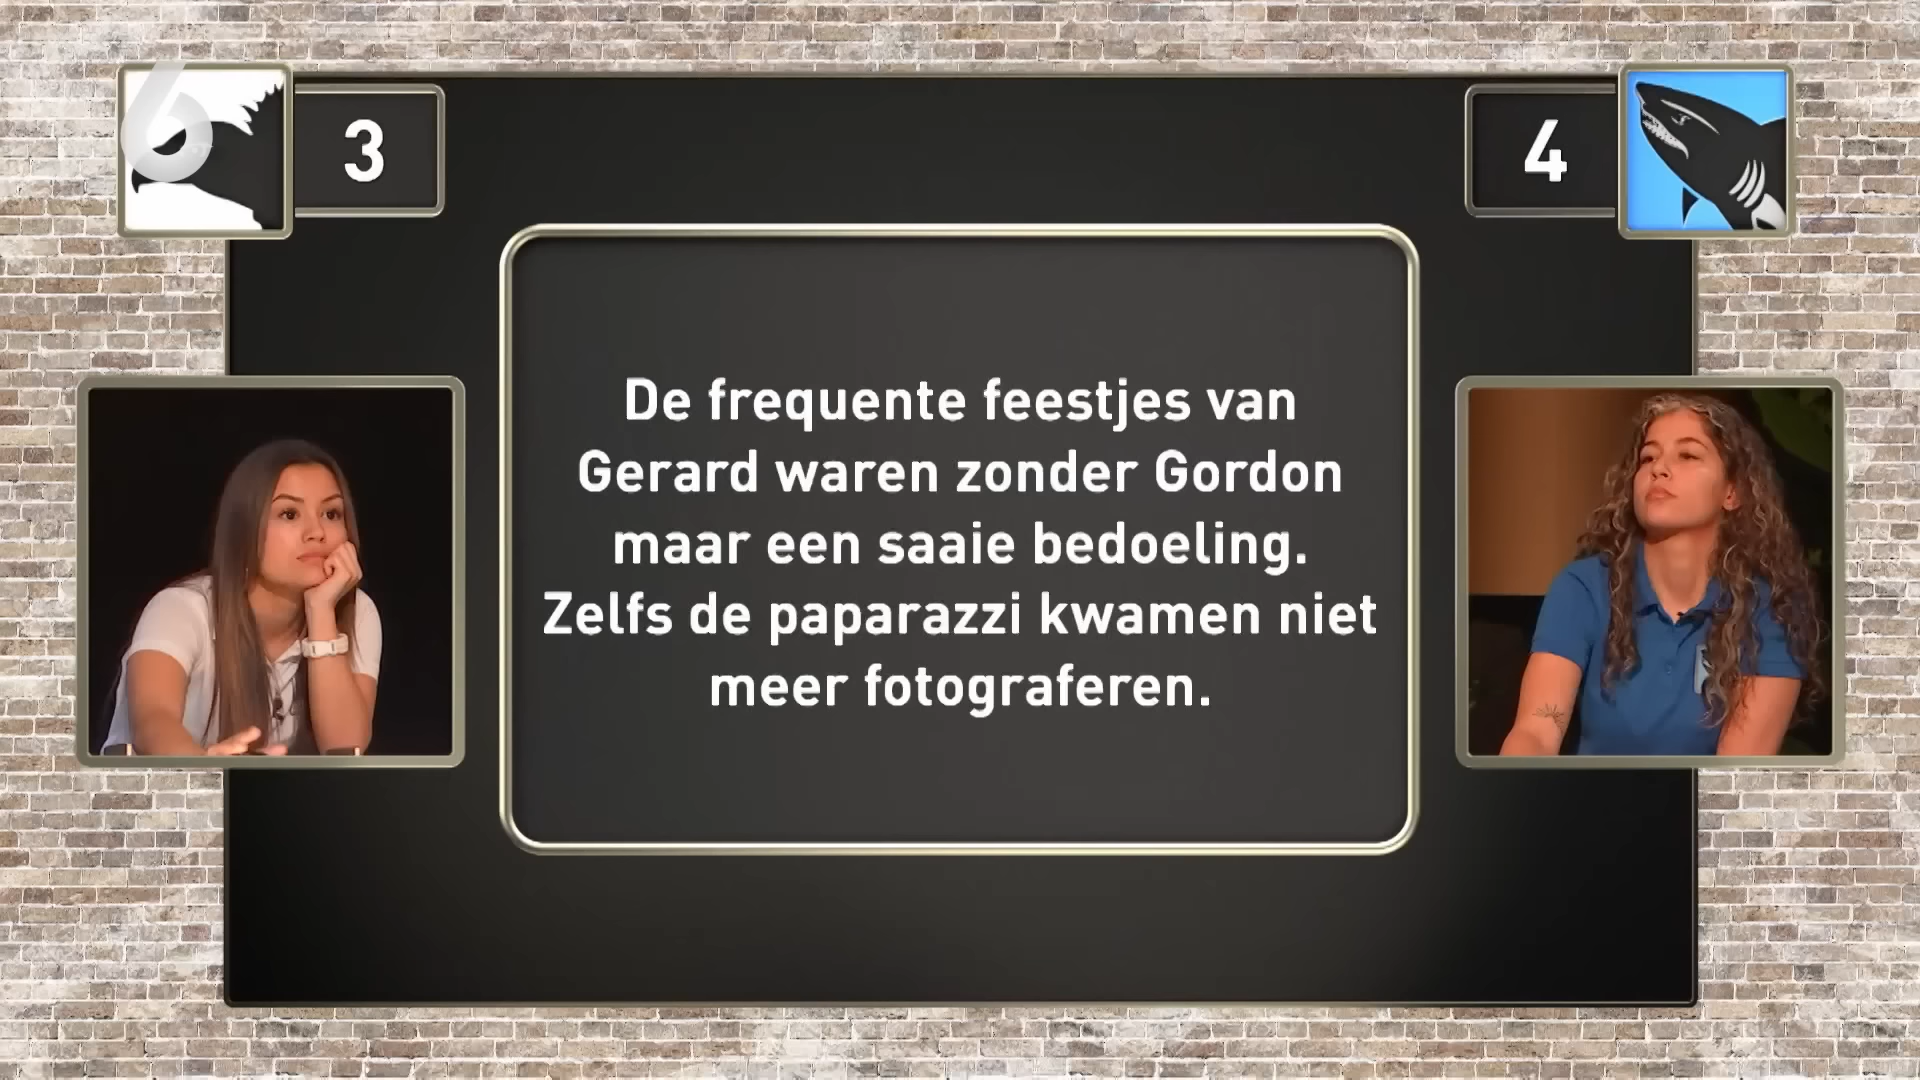 6
3
4
De frequente feestjes van
Gerard waren zonder Gordon
maar een saaie bedoeling.
Zelfs de paparazzi kwamen niet
meer fotograferen.